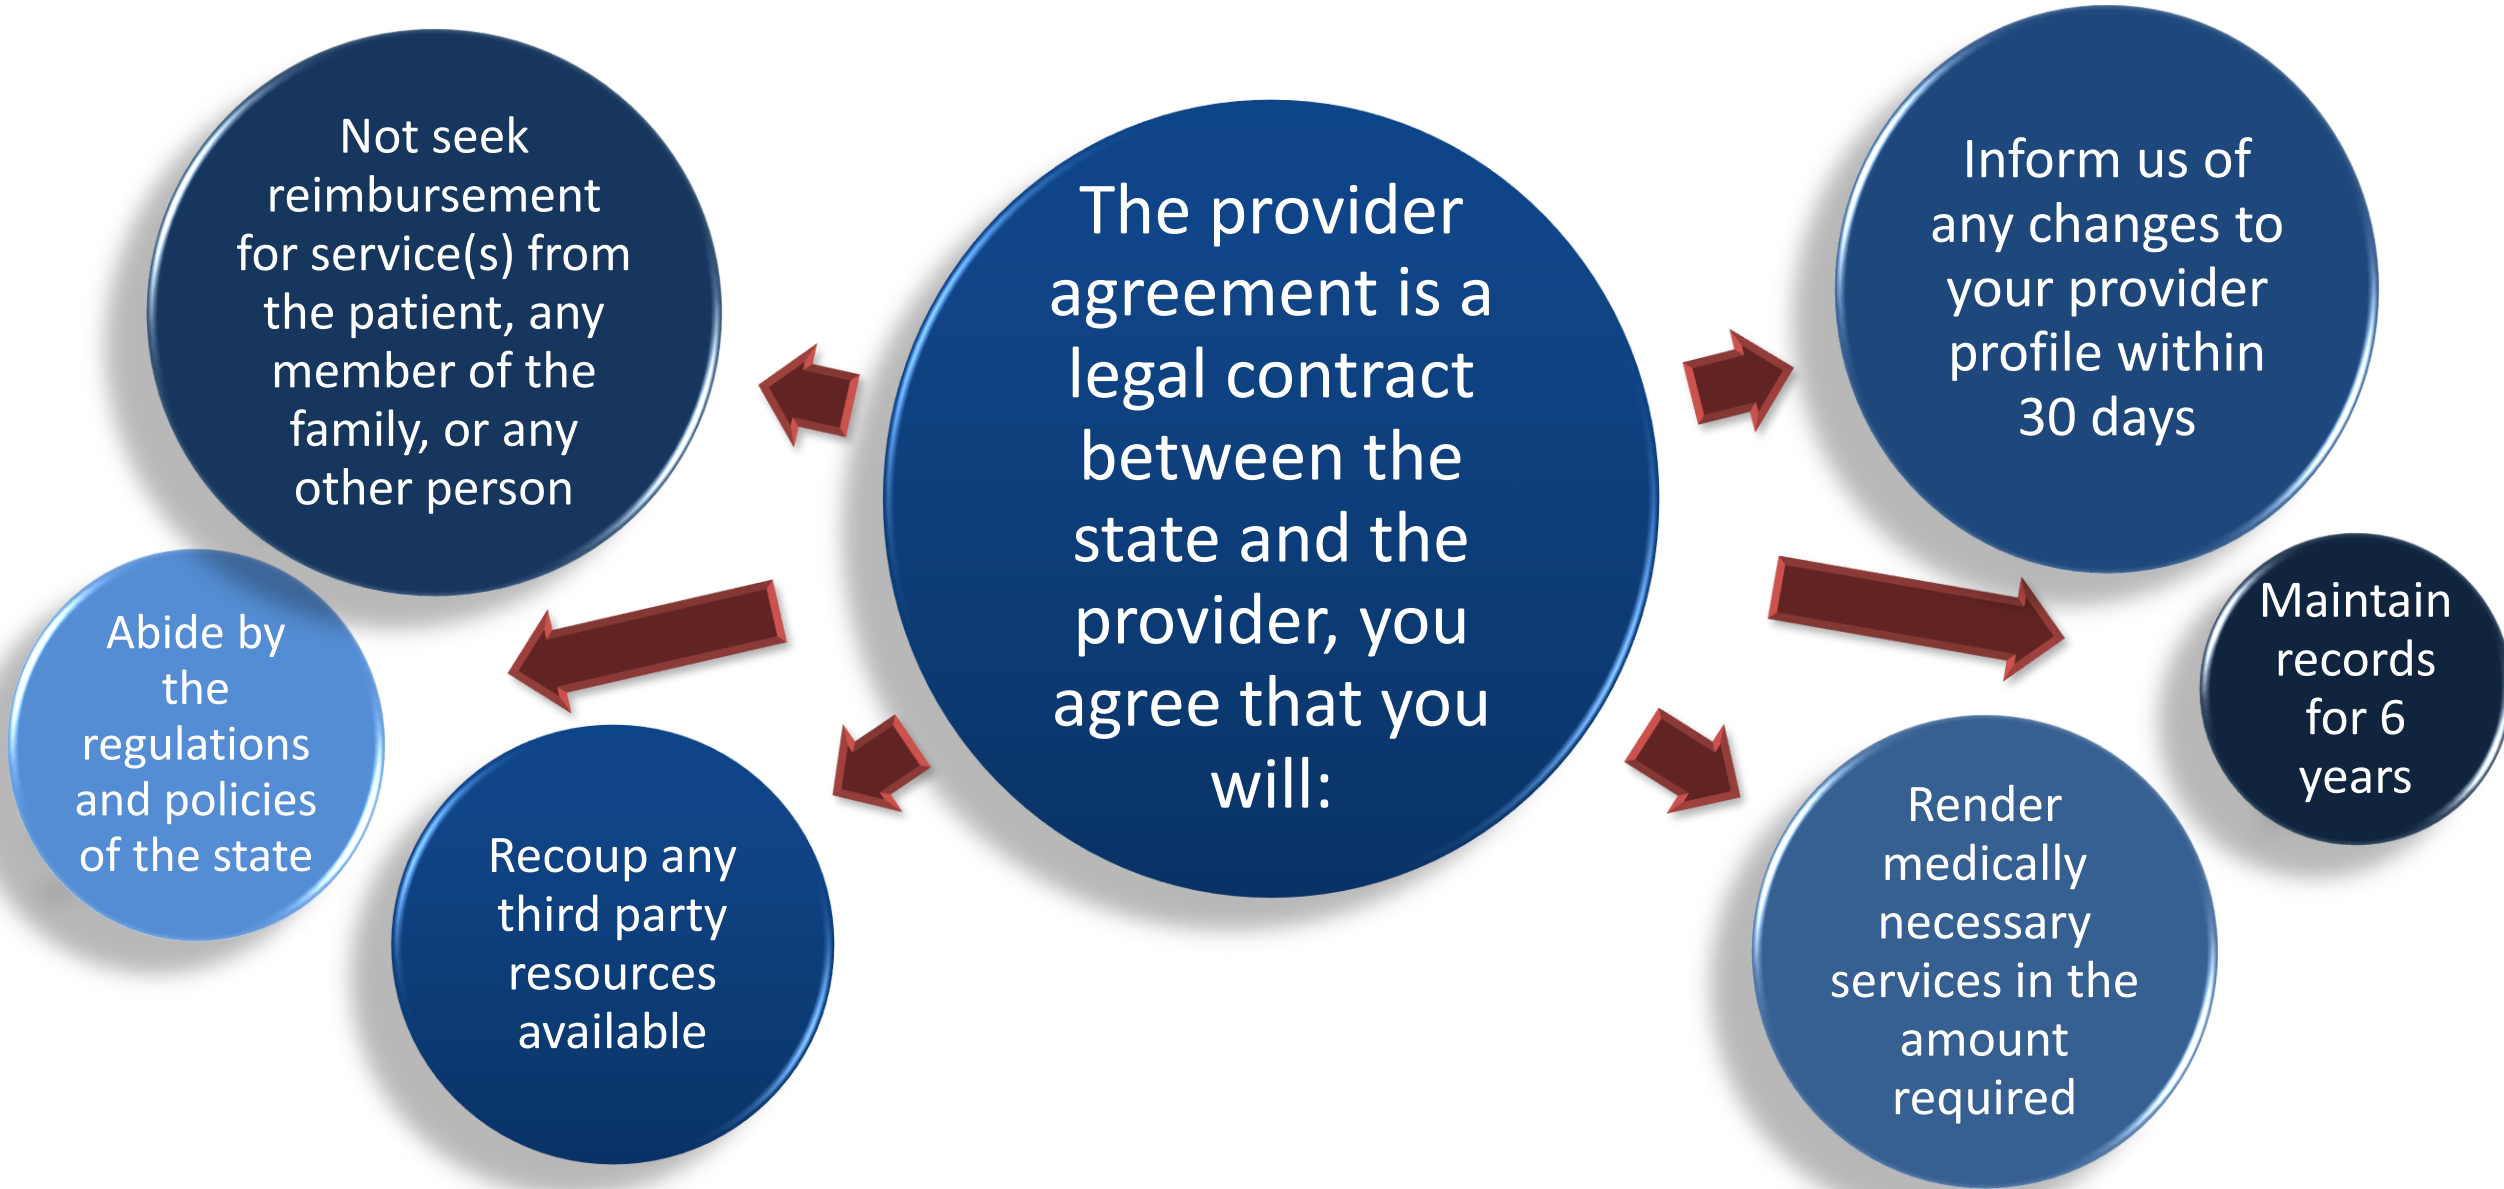 Not seek
reimbursement
for service(s) from
the patient, any
member of the
family, or any
other person
The provider
agreement is a
legal contract
between the
state and the
provider, you
agree that you
will:
Inform us of
any changes to
your provider
profile within
30 days
Abide by
the
regulations
and policies
of the state
Recoup any
third party
resources
available
Maintain
records
for 6
years
Render
medically
necessary
services in the
amount
required